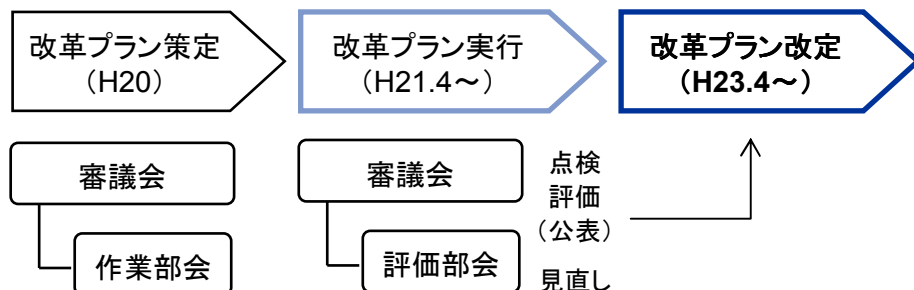 改革プラン策定
（H20）
改革プラン実行
（H21.4～）
改革プラン改定
（H23.4～）
審議会
作業部会
審議会
評価部会
点検
評価
（公表）
見直し